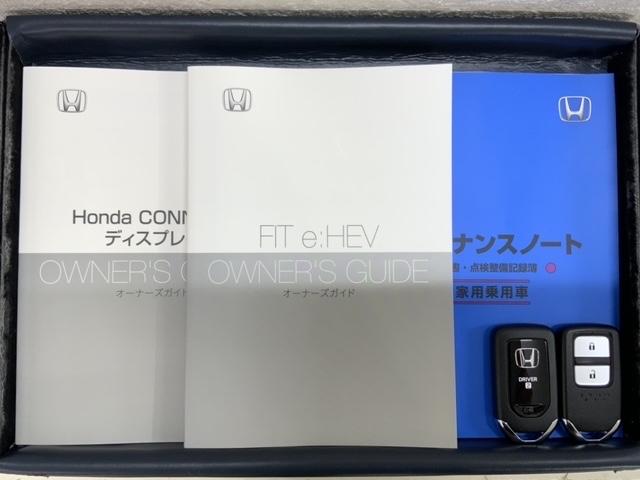 Honda CONN
ディスプレ
OWNER'S G
オーナーズガイド
FIT e:HEV
OWNER'S GUIDE
オーナーズガイド
ナンスノート
・点検整備記録簿
家用乗用車
DRIVER
2